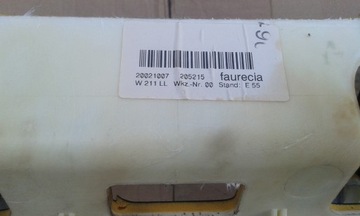 20021007 205215 faurecia
W 211 LL Wkz.-Nr. 00 Stand: E 55